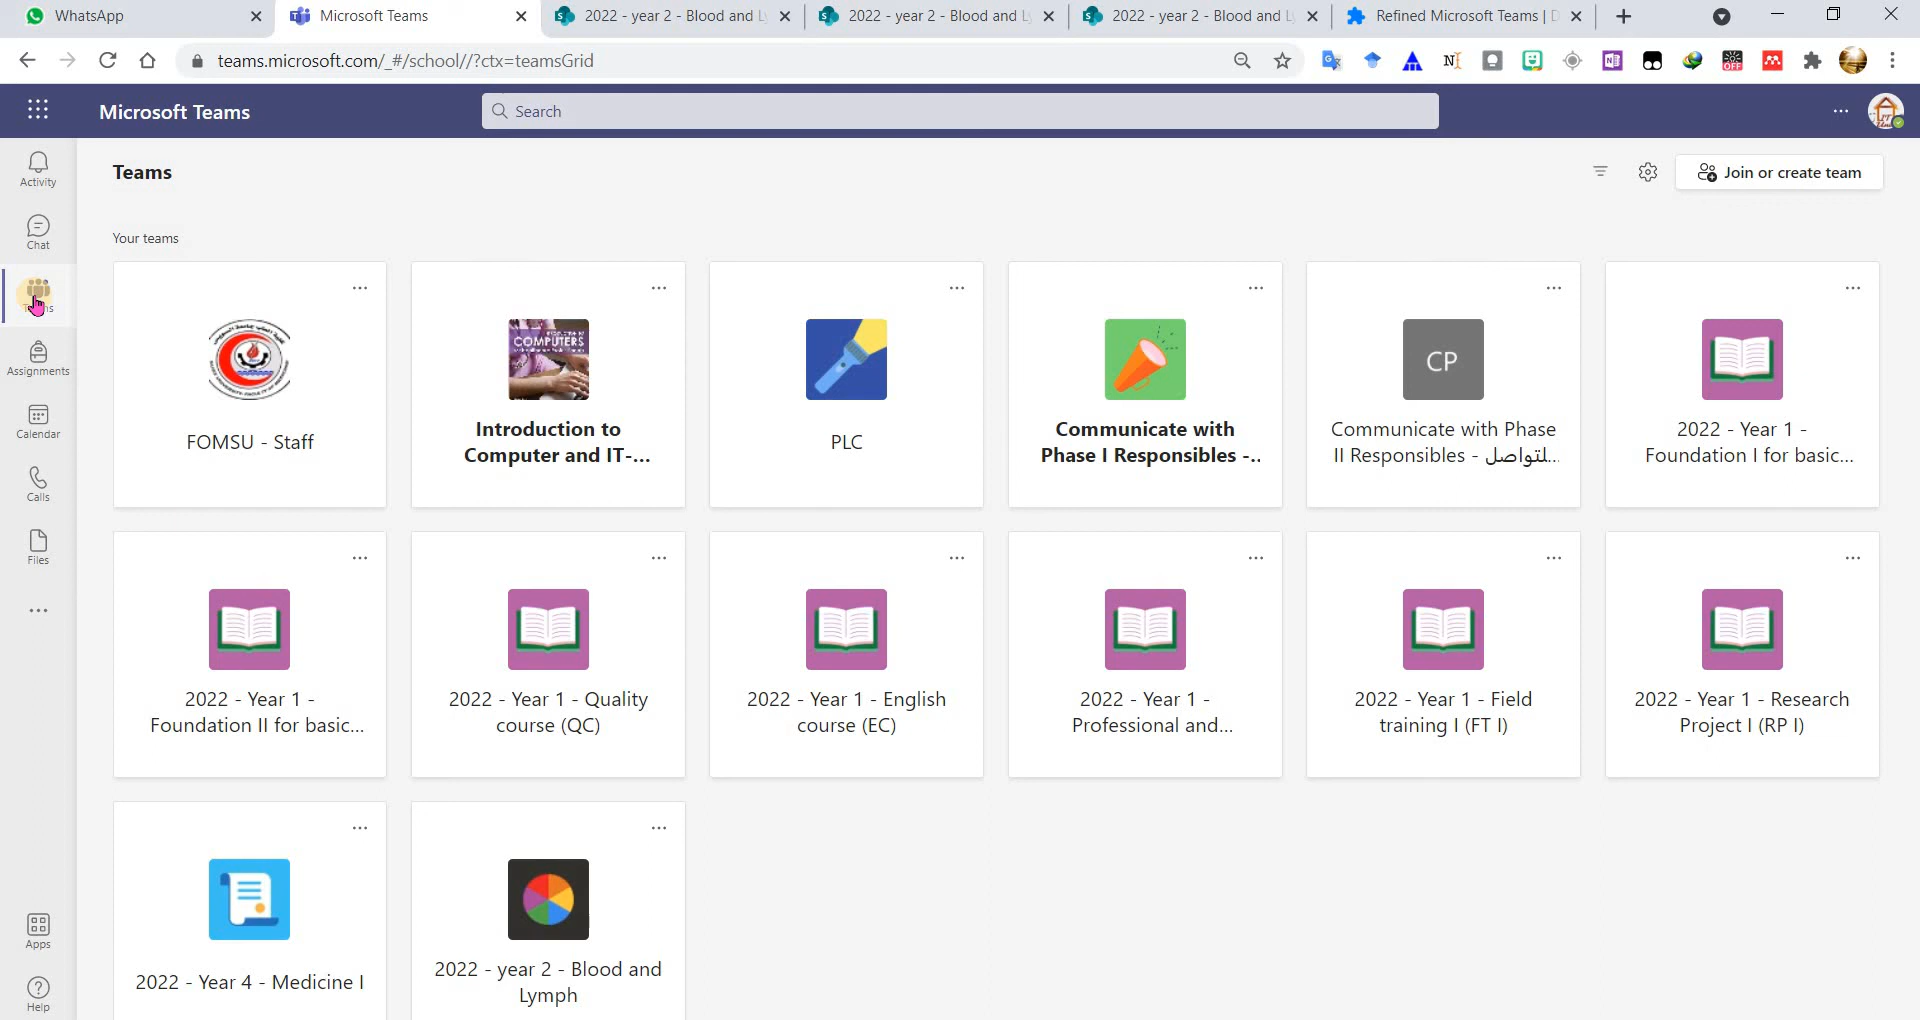 WhatsApp
Microsoft Teams
2022 - year 2 - Blood and L
2022 - year 2 - Blood and L
2022 - year 2 - Blood and L
Refined Microsoft Teams | D
teams.microsoft.com/_#/school//?ctx=teamsGrid
OFF
Microsoft Teams
Search
Activity
Chat
Teams
Assignments
Calendar
Calls
Files
Apps
Help
Teams
Join or create team
Your teams
FOMSU - Staff
COMPUTERS
Introduction to
Computer and IT-...
PLC
Communicate with
Phase I Responsibles -..
CP
Communicate with Phase
II Responsibles - للتواصل...
2022 - Year 1 -
Foundation I for basic...
2022 - Year 1 -
Foundation II for basic...
2022 - Year 1 - Quality
course (QC)
2022 - Year 1 - English
course (EC)
2022 - Year 1 -
Professional and...
2022 - Year 1 - Field
training I (FT I)
2022 - Year 1 - Research
Project I (RP I)
2022 - Year 4 - Medicine I
2022 - year 2 - Blood and
Lymph